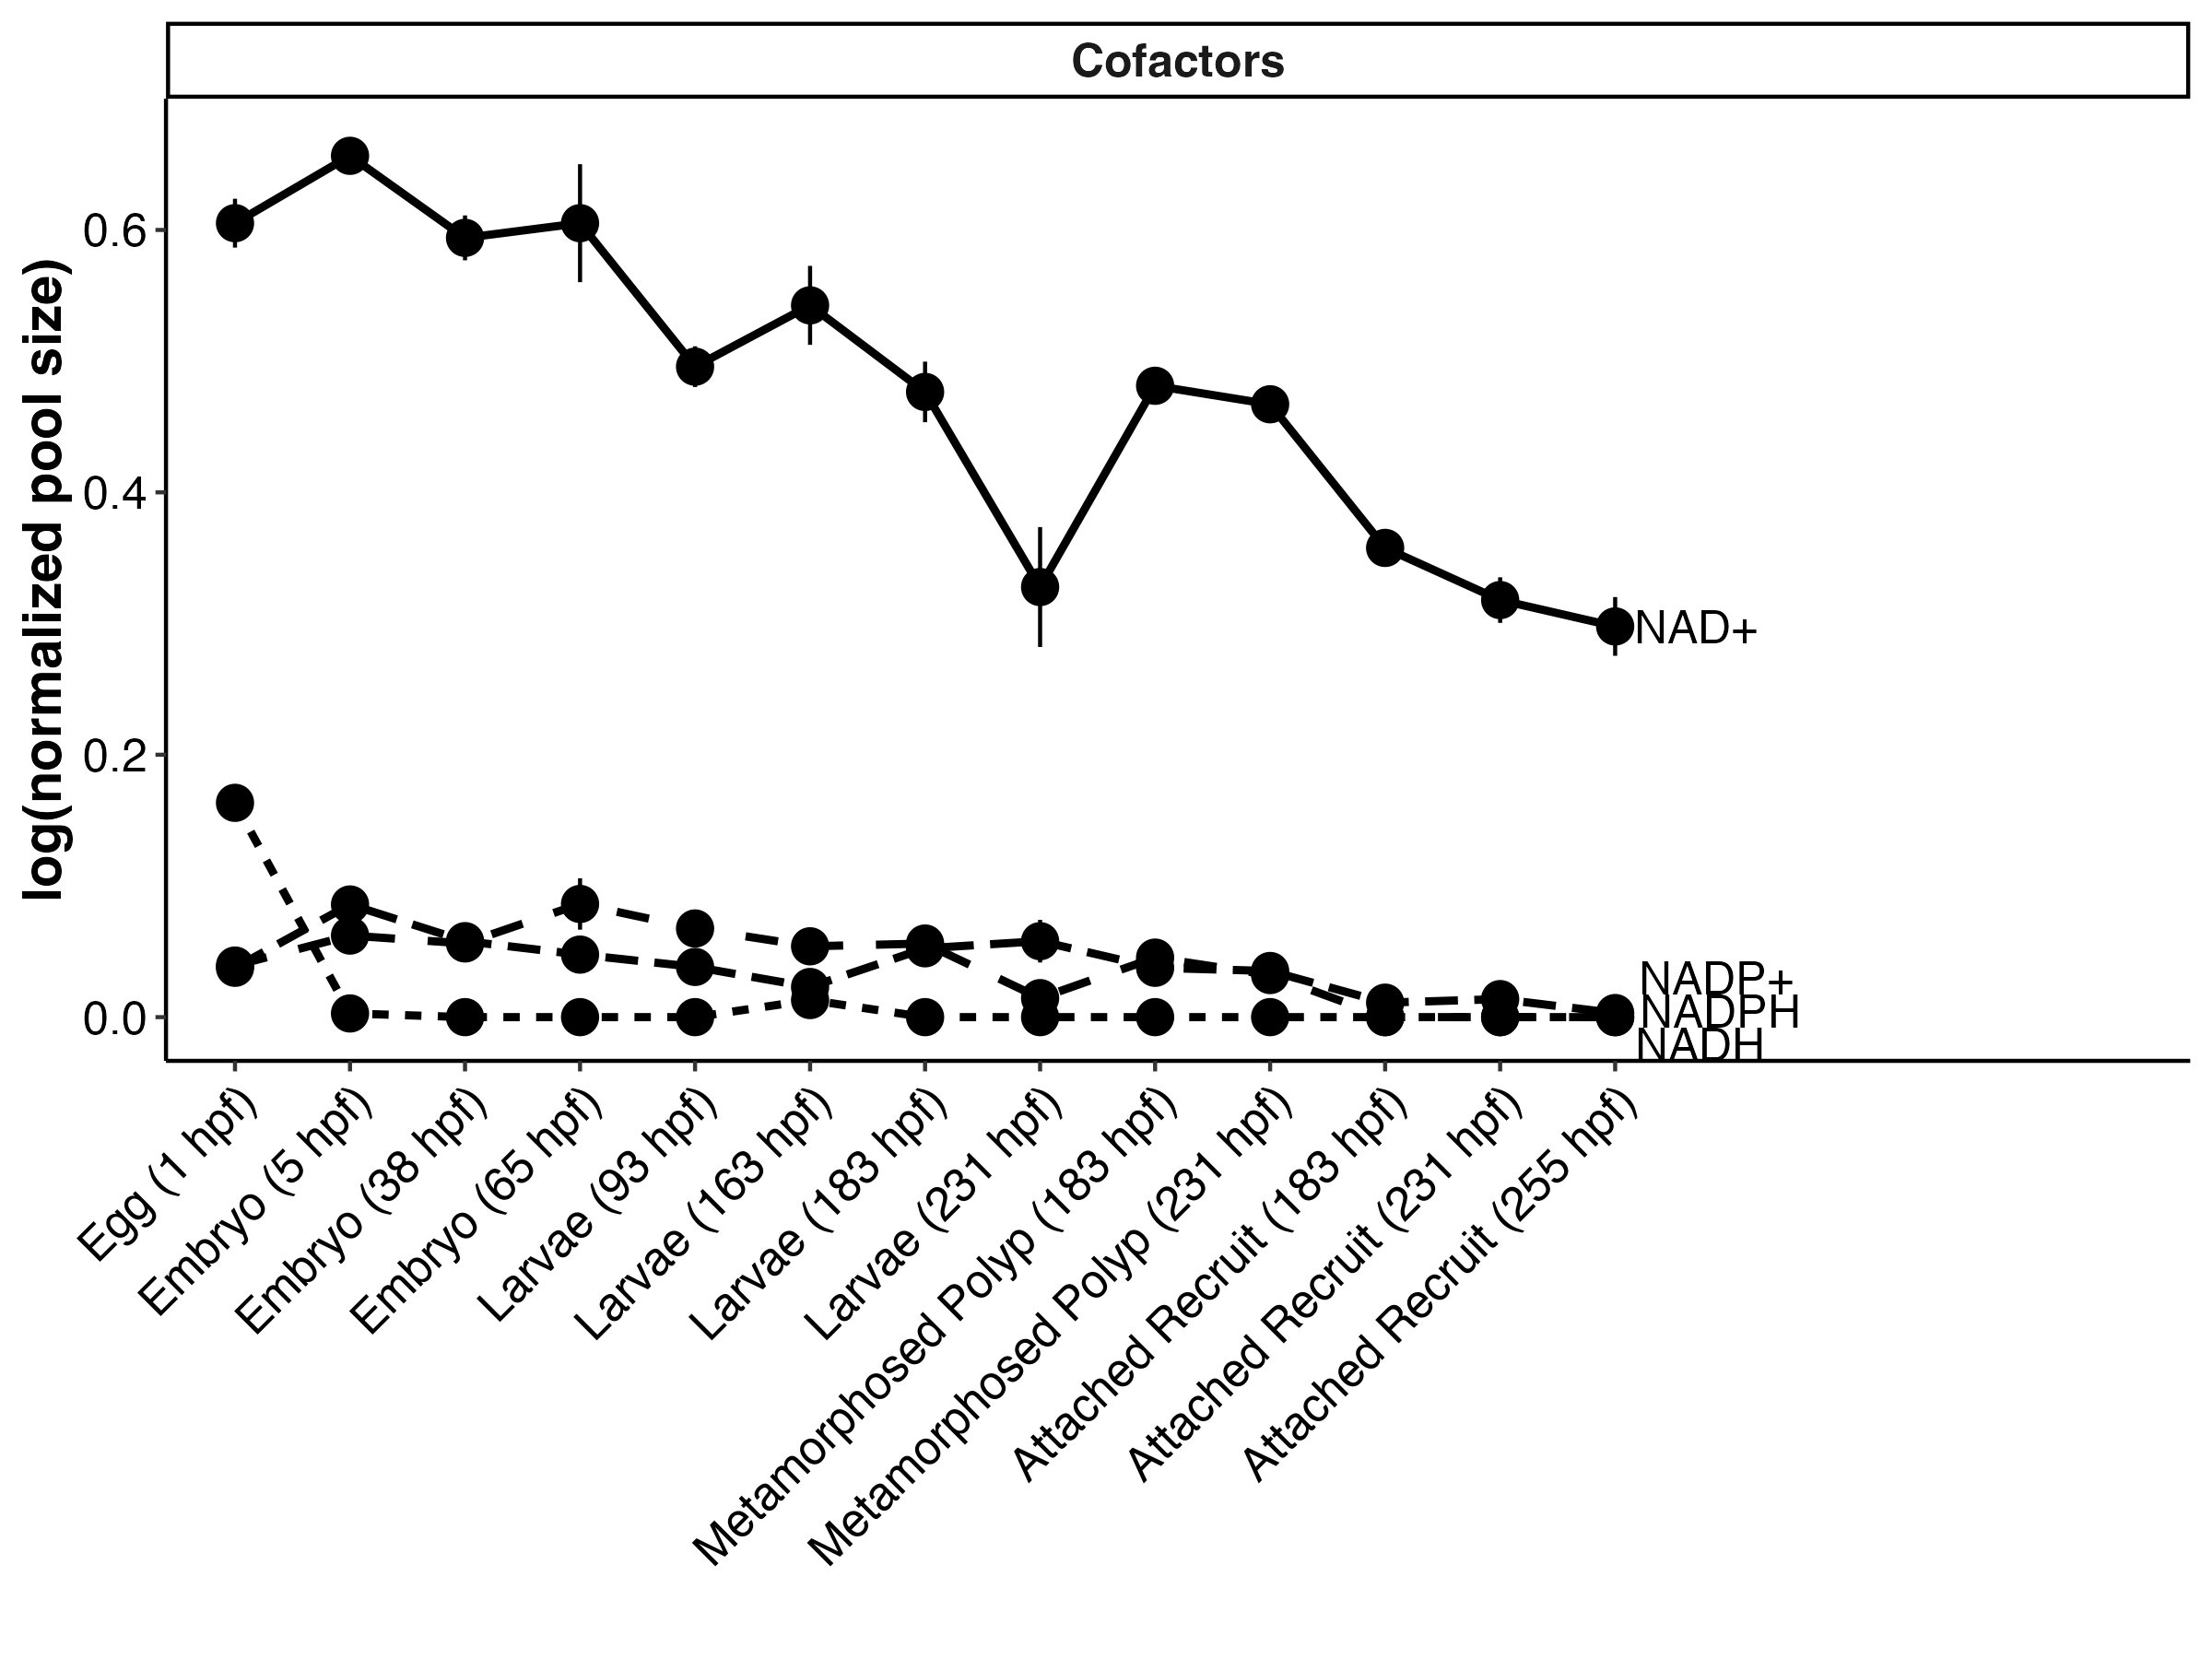 Cofactors
log(normalized pool size)
0.6
0.4
0.2
0.0
NAD+
NADP+
NADPH
NADH
Egg (1 hpf)
Embryo (5 hpf)
Embryo (38 hpf)
Embryo (65 hpf)
Larvae (93 hpf)
Larvae (163 hpf)
Larvae (183 hpf)
Larvae (231 hpf)
Metamorphosed Polyp (183 hpf)
Metamorphosed Polyp (231 hpf)
Attached Recruit (183 hpf)
Attached Recruit (231 hpf)
Attached Recruit (255 hpf)